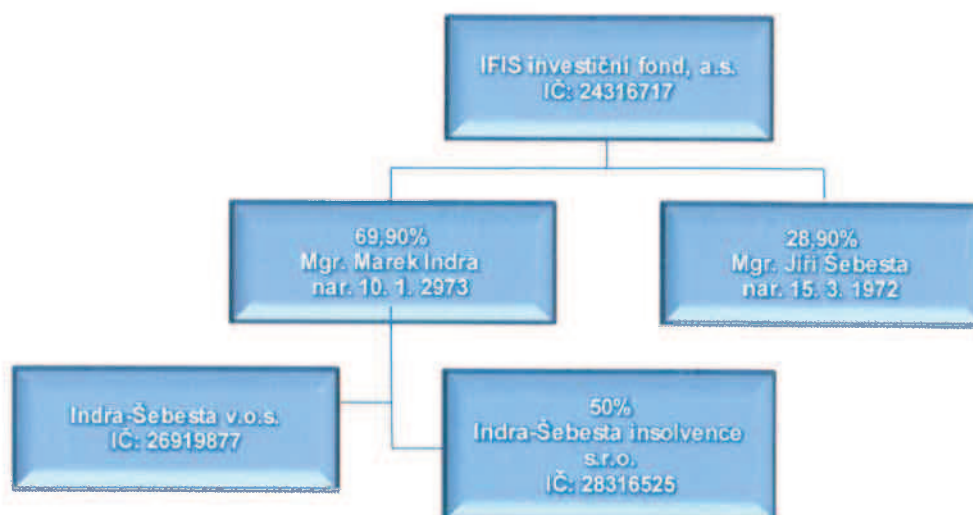 IFIS investiční fond, a.s.
IČ: 24316717
69,90%
Mgr. Marek Indra
nar. 10. 1. 2973
28,90%
Mgr. Jiří Šebesta
nar. 15. 3. 1972
Indra-Šebesta v.o.s.
IČ: 26919877
50%
Indra-Šebesta insolvence
s.r.o.
IČ: 28316525